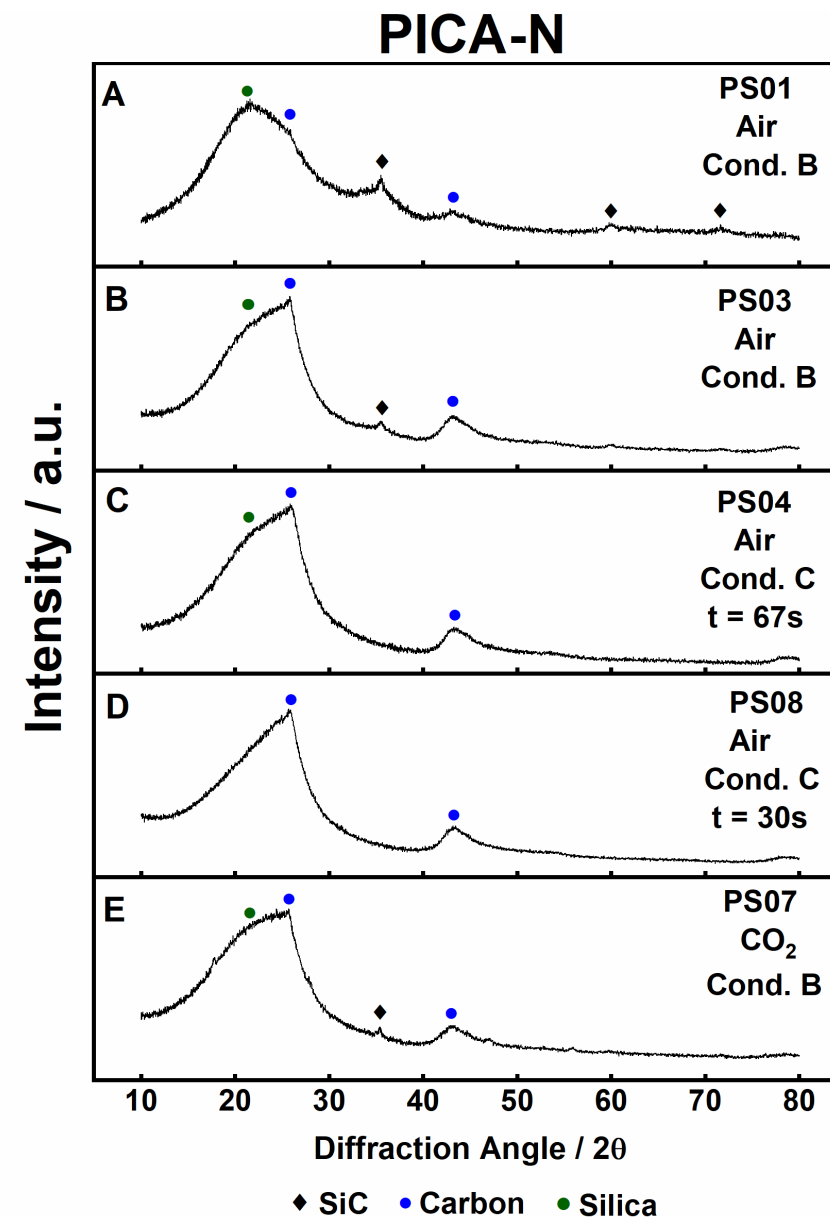 PICA-N
A
PS01
Air
Cond. B
B
PS03
Air
Cond. B
C
PS04
Air
Cond. C
t = 67s
D
PS08
Air
Cond. C
t = 30s
E
PS07
CO₂
Cond. B
Intensity / a.u.
10 20 30 40 50 60 70 80
Diffraction Angle / 2θ
♦ SiC ● Carbon ● Silica